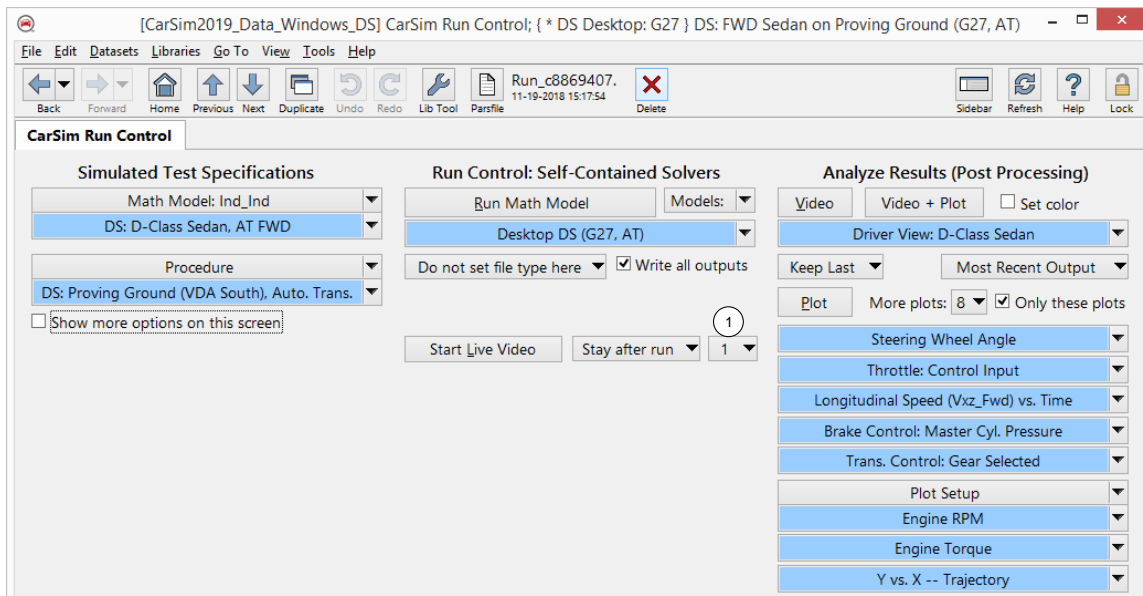 [CarSim2019_Data_Windows_DS] CarSim Run Control; { * DS Desktop: G27 } DS: FWD Sedan on Proving Ground (G27, AT)
File Edit Datasets Libraries Go To View Tools Help
Run_c8869407.
11-19-2018 15:17:54
Back Forward Home Previous Next Duplicate Undo Redo Lib Tool Parsfile Delete Sidebar Refresh Help Lock
CarSim Run Control
Simulated Test Specifications
Math Model: Ind_Ind
DS: D-Class Sedan, AT FWD
Procedure
DS: Proving Ground (VDA South), Auto. Trans.
Show more options on this screen
Run Control: Self-Contained Solvers
Run Math Model Models:
Desktop DS (G27, AT)
Do not set file type here Write all outputs
1
Start Live Video Stay after run 1
Analyze Results (Post Processing)
Video Video + Plot Set color
Driver View: D-Class Sedan
Keep Last Most Recent Output
Plot More plots: 8 Only these plots
Steering Wheel Angle
Throttle: Control Input
Longitudinal Speed (Vxz_Fwd) vs. Time
Brake Control: Master Cyl. Pressure
Trans. Control: Gear Selected
Plot Setup
Engine RPM
Engine Torque
Y vs. X -- Trajectory